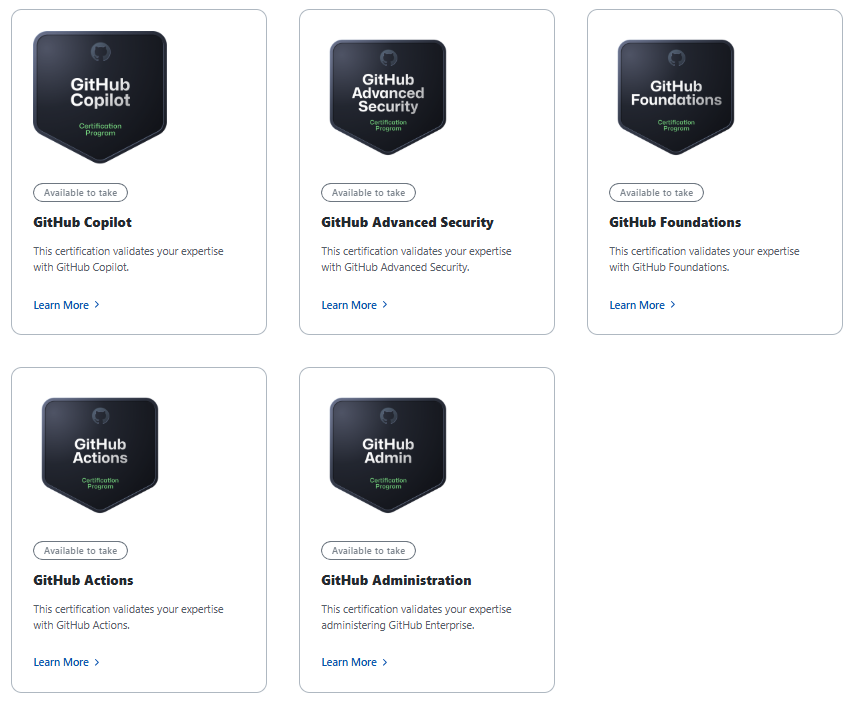 GitHub
Copilot
Certification
Program
Available to take
GitHub Copilot
This certification validates your expertise
with GitHub Copilot.
Learn More
GitHub
Advanced
Security
Certification
Program
Available to take
GitHub Advanced Security
This certification validates your expertise
with GitHub Advanced Security.
Learn More
GitHub
Foundations
Certification
Program
Available to take
GitHub Foundations
This certification validates your expertise
with GitHub Foundations.
Learn More
GitHub
Actions
Certification
Program
Available to take
GitHub Actions
This certification validates your expertise
with GitHub Actions.
Learn More
GitHub
Admin
Certification
Program
Available to take
GitHub Administration
This certification validates your expertise
administering GitHub Enterprise.
Learn More